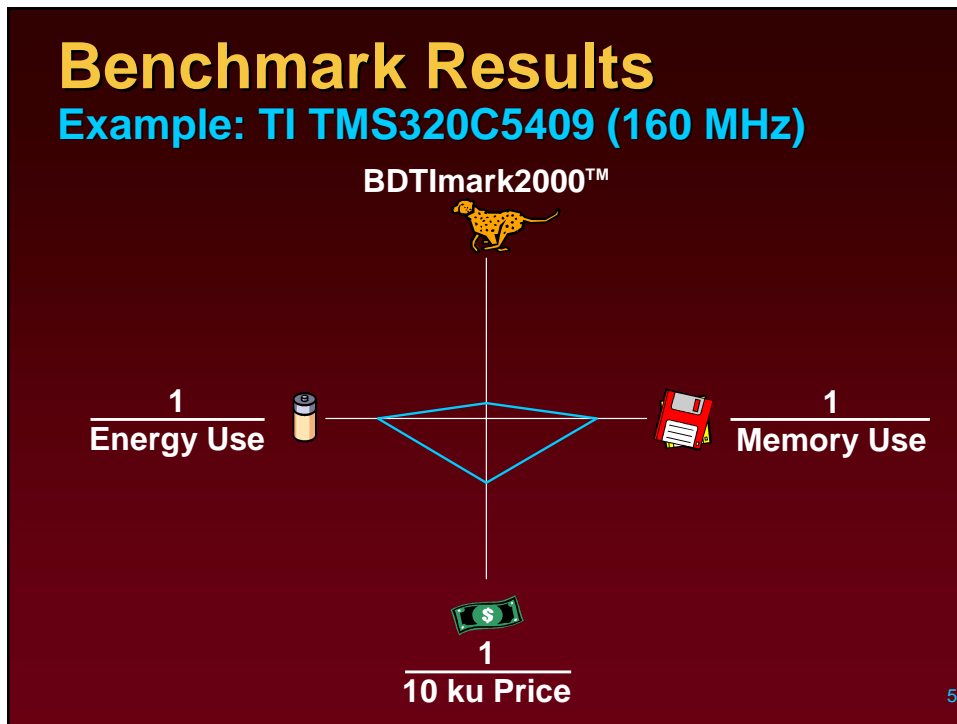 Benchmark Results
Example: TI TMS320C5409 (160 MHz)
BDTImark2000™
1
Energy Use
1
Memory Use
$
1
10 ku Price
5